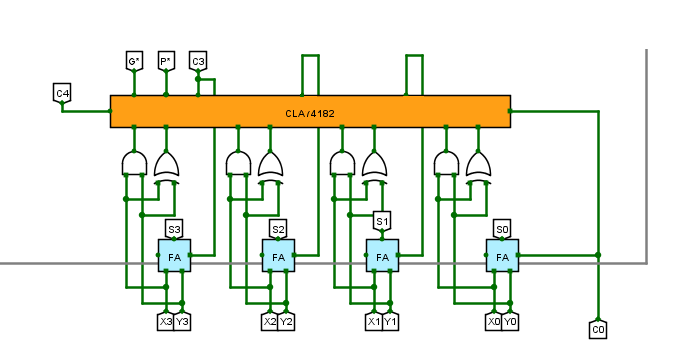 G* P* C3
C4
CLA/4182
S3 S2 S1 S0
FA FA FA FA
X3 Y3 X2 Y2 X1 Y1 X0 Y0
C0